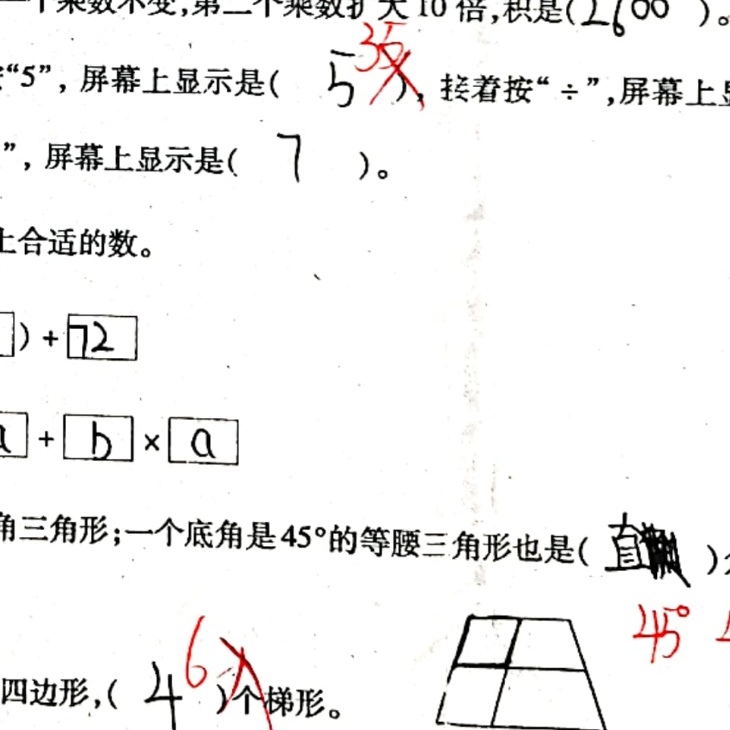 一个乘数不变,第二个乘数扩大10倍,积是(2600)。
“5”,屏幕上显示是( 5 35 ),接着按“÷”,屏幕上显
”,屏幕上显示是( 7 )。
上合适的数。
)+72
a+b×a
角三角形;一个底角是45°的等腰三角形也是(直 )
45°
四边形,( 4 6 )个梯形。